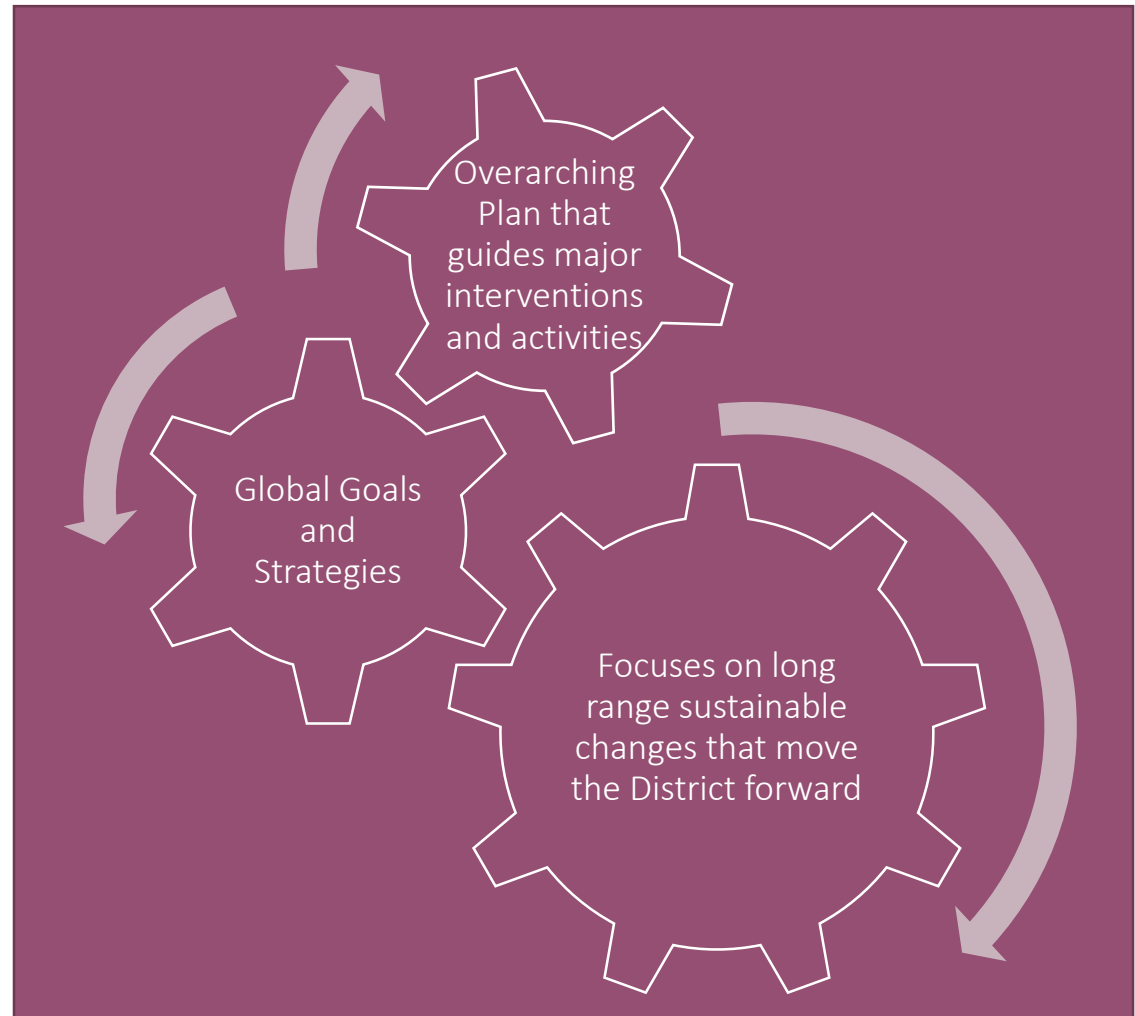 Overarching
Plan that
guides major
interventions
and activities
Global Goals
and
Strategies
Focuses on long
range sustainable
changes that move
the District forward